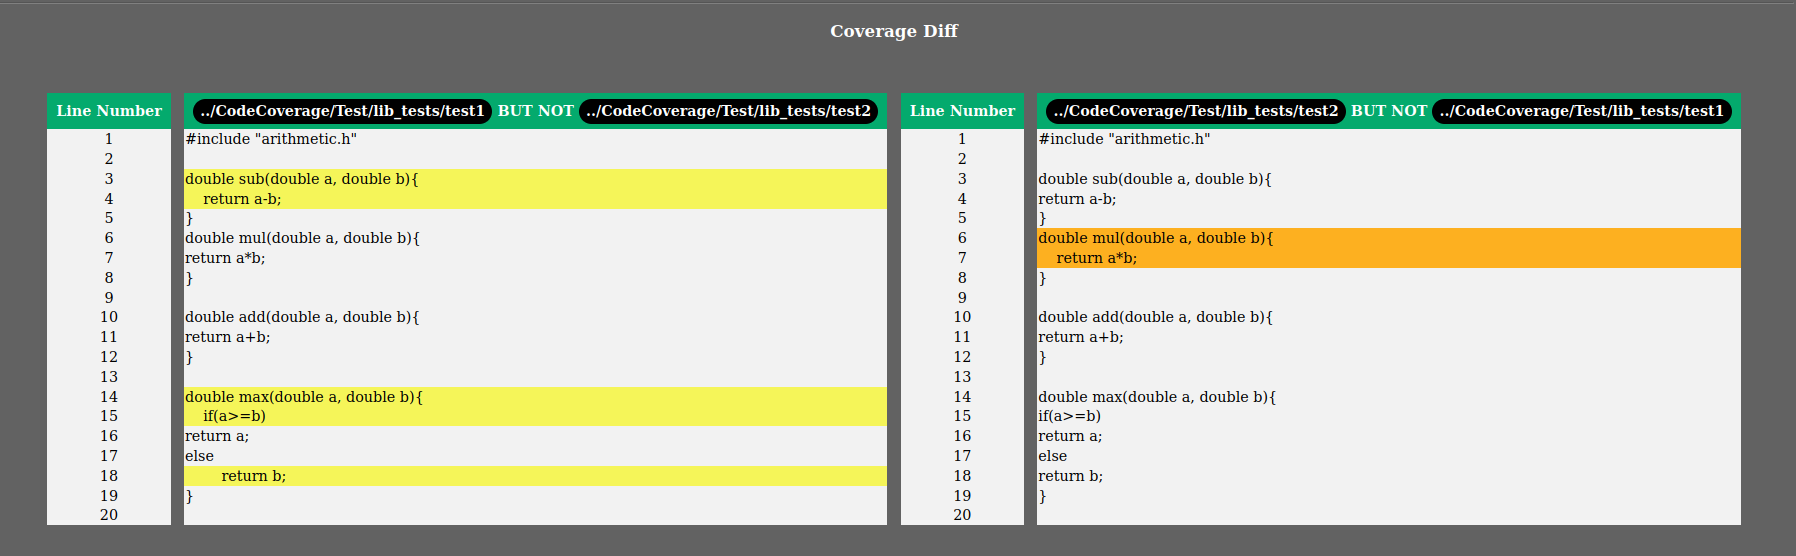 Coverage Diff
Line Number ../CodeCoverage/Test/lib_tests/test1 BUT NOT ../CodeCoverage/Test/lib_tests/test2
1 #include "arithmetic.h"
2
3 double sub(double a, double b){
4 return a-b;
5 }
6 double mul(double a, double b){
7 return a*b;
8 }
9
10 double add(double a, double b){
11 return a+b;
12 }
13
14 double max(double a, double b){
15 if(a>=b)
16 return a;
17 else
18 return b;
19 }
20
Line Number ../CodeCoverage/Test/lib_tests/test2 BUT NOT ../CodeCoverage/Test/lib_tests/test1
1 #include "arithmetic.h"
2
3 double sub(double a, double b){
4 return a-b;
5 }
6 double mul(double a, double b){
7 return a*b;
8 }
9
10 double add(double a, double b){
11 return a+b;
12 }
13
14 double max(double a, double b){
15 if(a>=b)
16 return a;
17 else
18 return b;
19 }
20